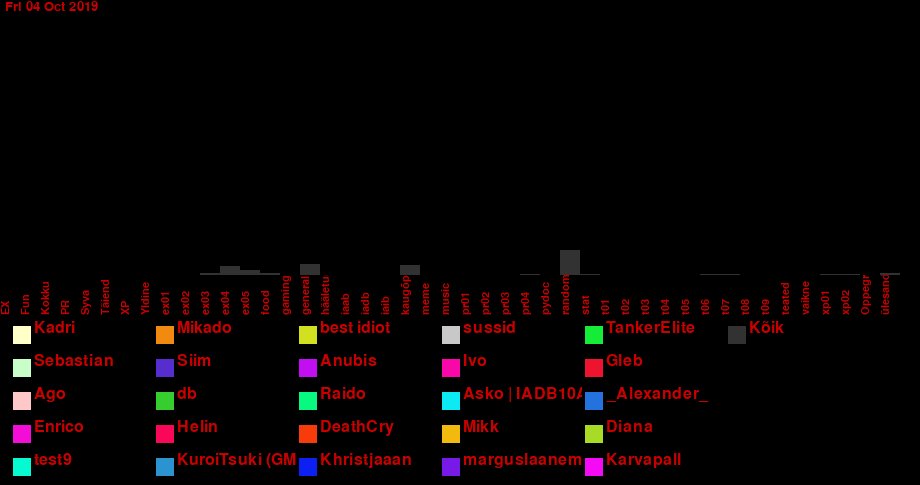 Fri 04 Oct 2019
EX
Fun
Kokku
PR
Syva
Täiend
XP
Yldine
ex01
ex02
ex03
ex04
ex05
food
gaming
general
hääletu
iaab
iadb
iaib
kaugõp
meme
music
pr01
pr02
pr03
pr04
pydoc
random
stat
t01
t02
t03
t04
t05
t06
t07
t08
t09
teated
vaikne
xp01
xp02
Õppegr
ülesand
Kadri Mikado best idiot sussid TankerElite Kõik
Sebastian Siim Anubis Ivo Gleb
Ago db Raido Asko | IADB10A _Alexander_
Enrico Helin DeathCry Mikk Diana
test9 KuroiTsuki (GM Khristjaaan marguslaanem Karvapall